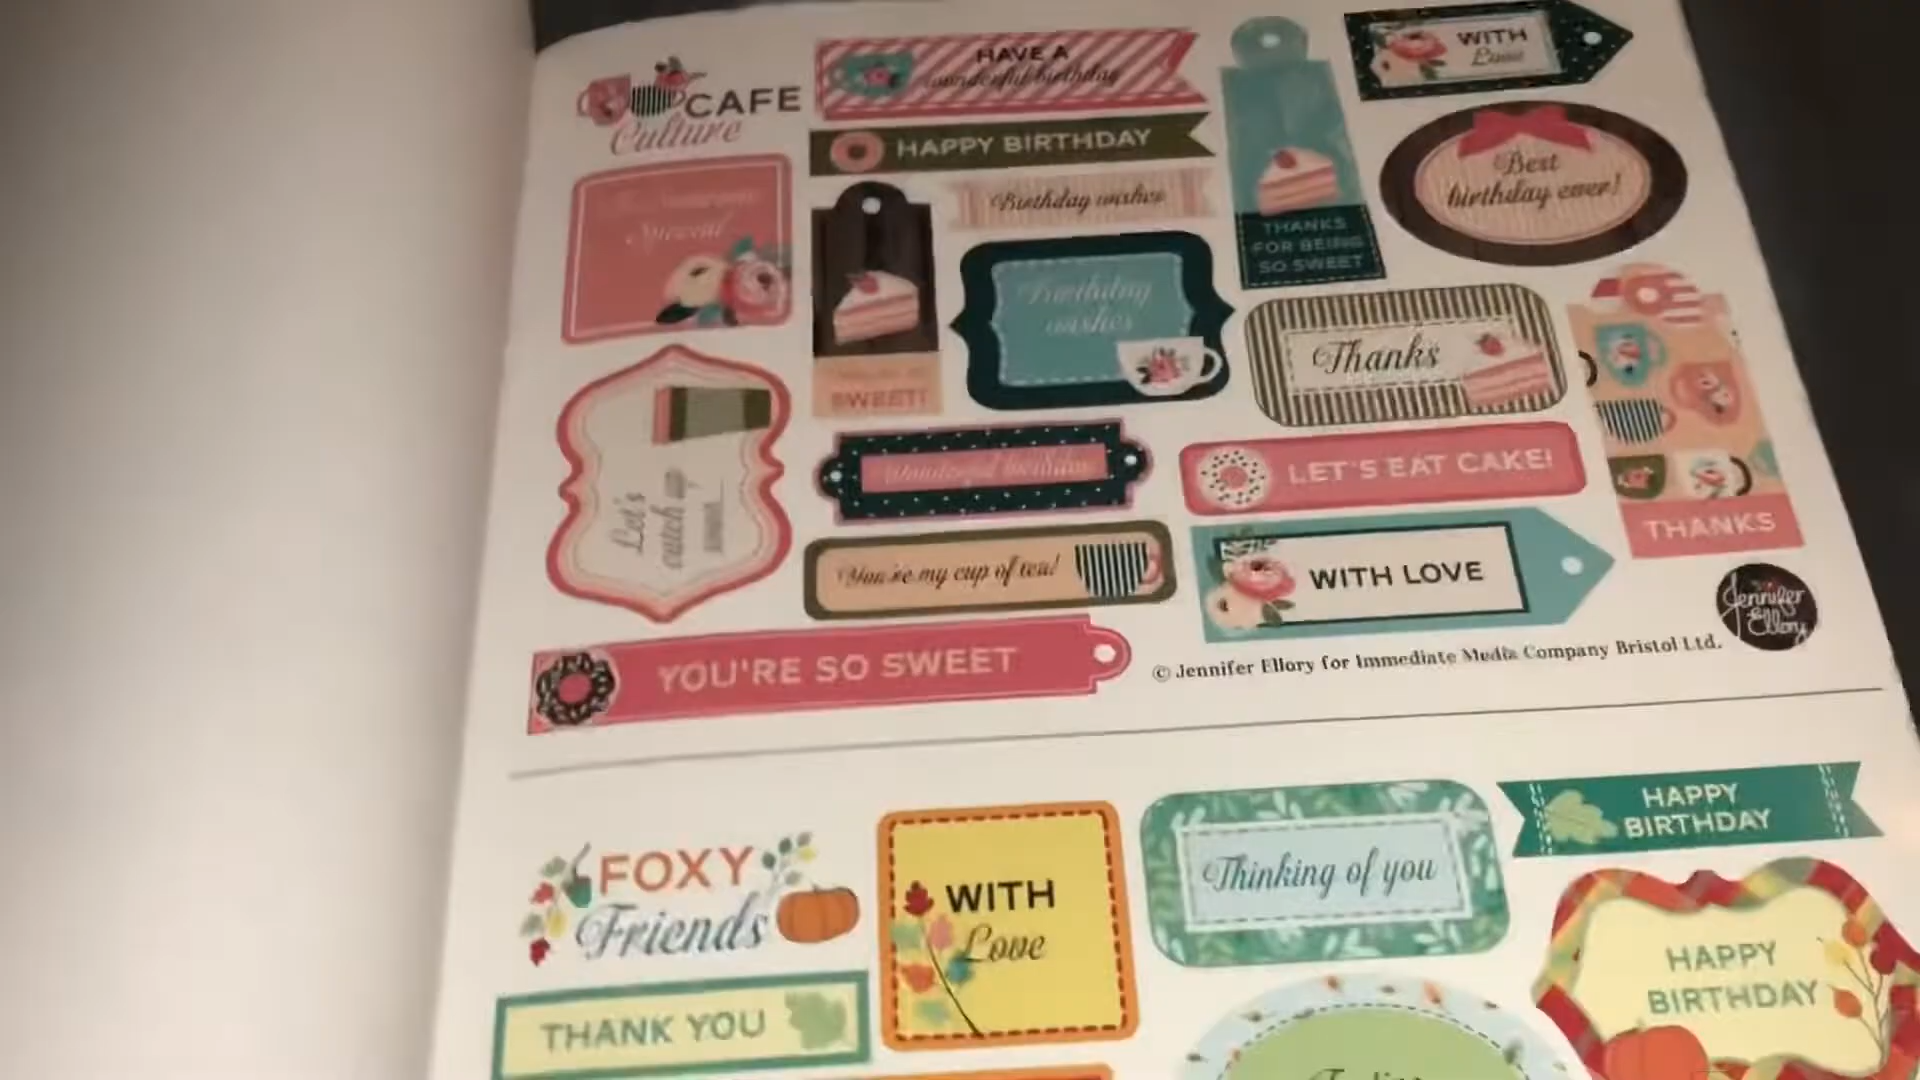 CAFE
Culture
HAVE A
wonderful birthday
HAPPY BIRTHDAY
Birthday wishes
THANKS
FOR BEING
SO SWEET
WITH
Love
Best
birthday ever!
Special
SWEET!
Birthday
wishes
Thanks
THANKS
Let's
catch up
soon...
Wonderful birthday
LET'S EAT CAKE!
You're my cup of tea!
WITH LOVE
YOU'RE SO SWEET
Jennifer
Ellory
© Jennifer Ellory for Immediate Media Company Bristol Ltd.
FOXY
Friends
WITH
Love
Thinking of you
HAPPY
BIRTHDAY
THANK YOU
HAPPY
BIRTHDAY